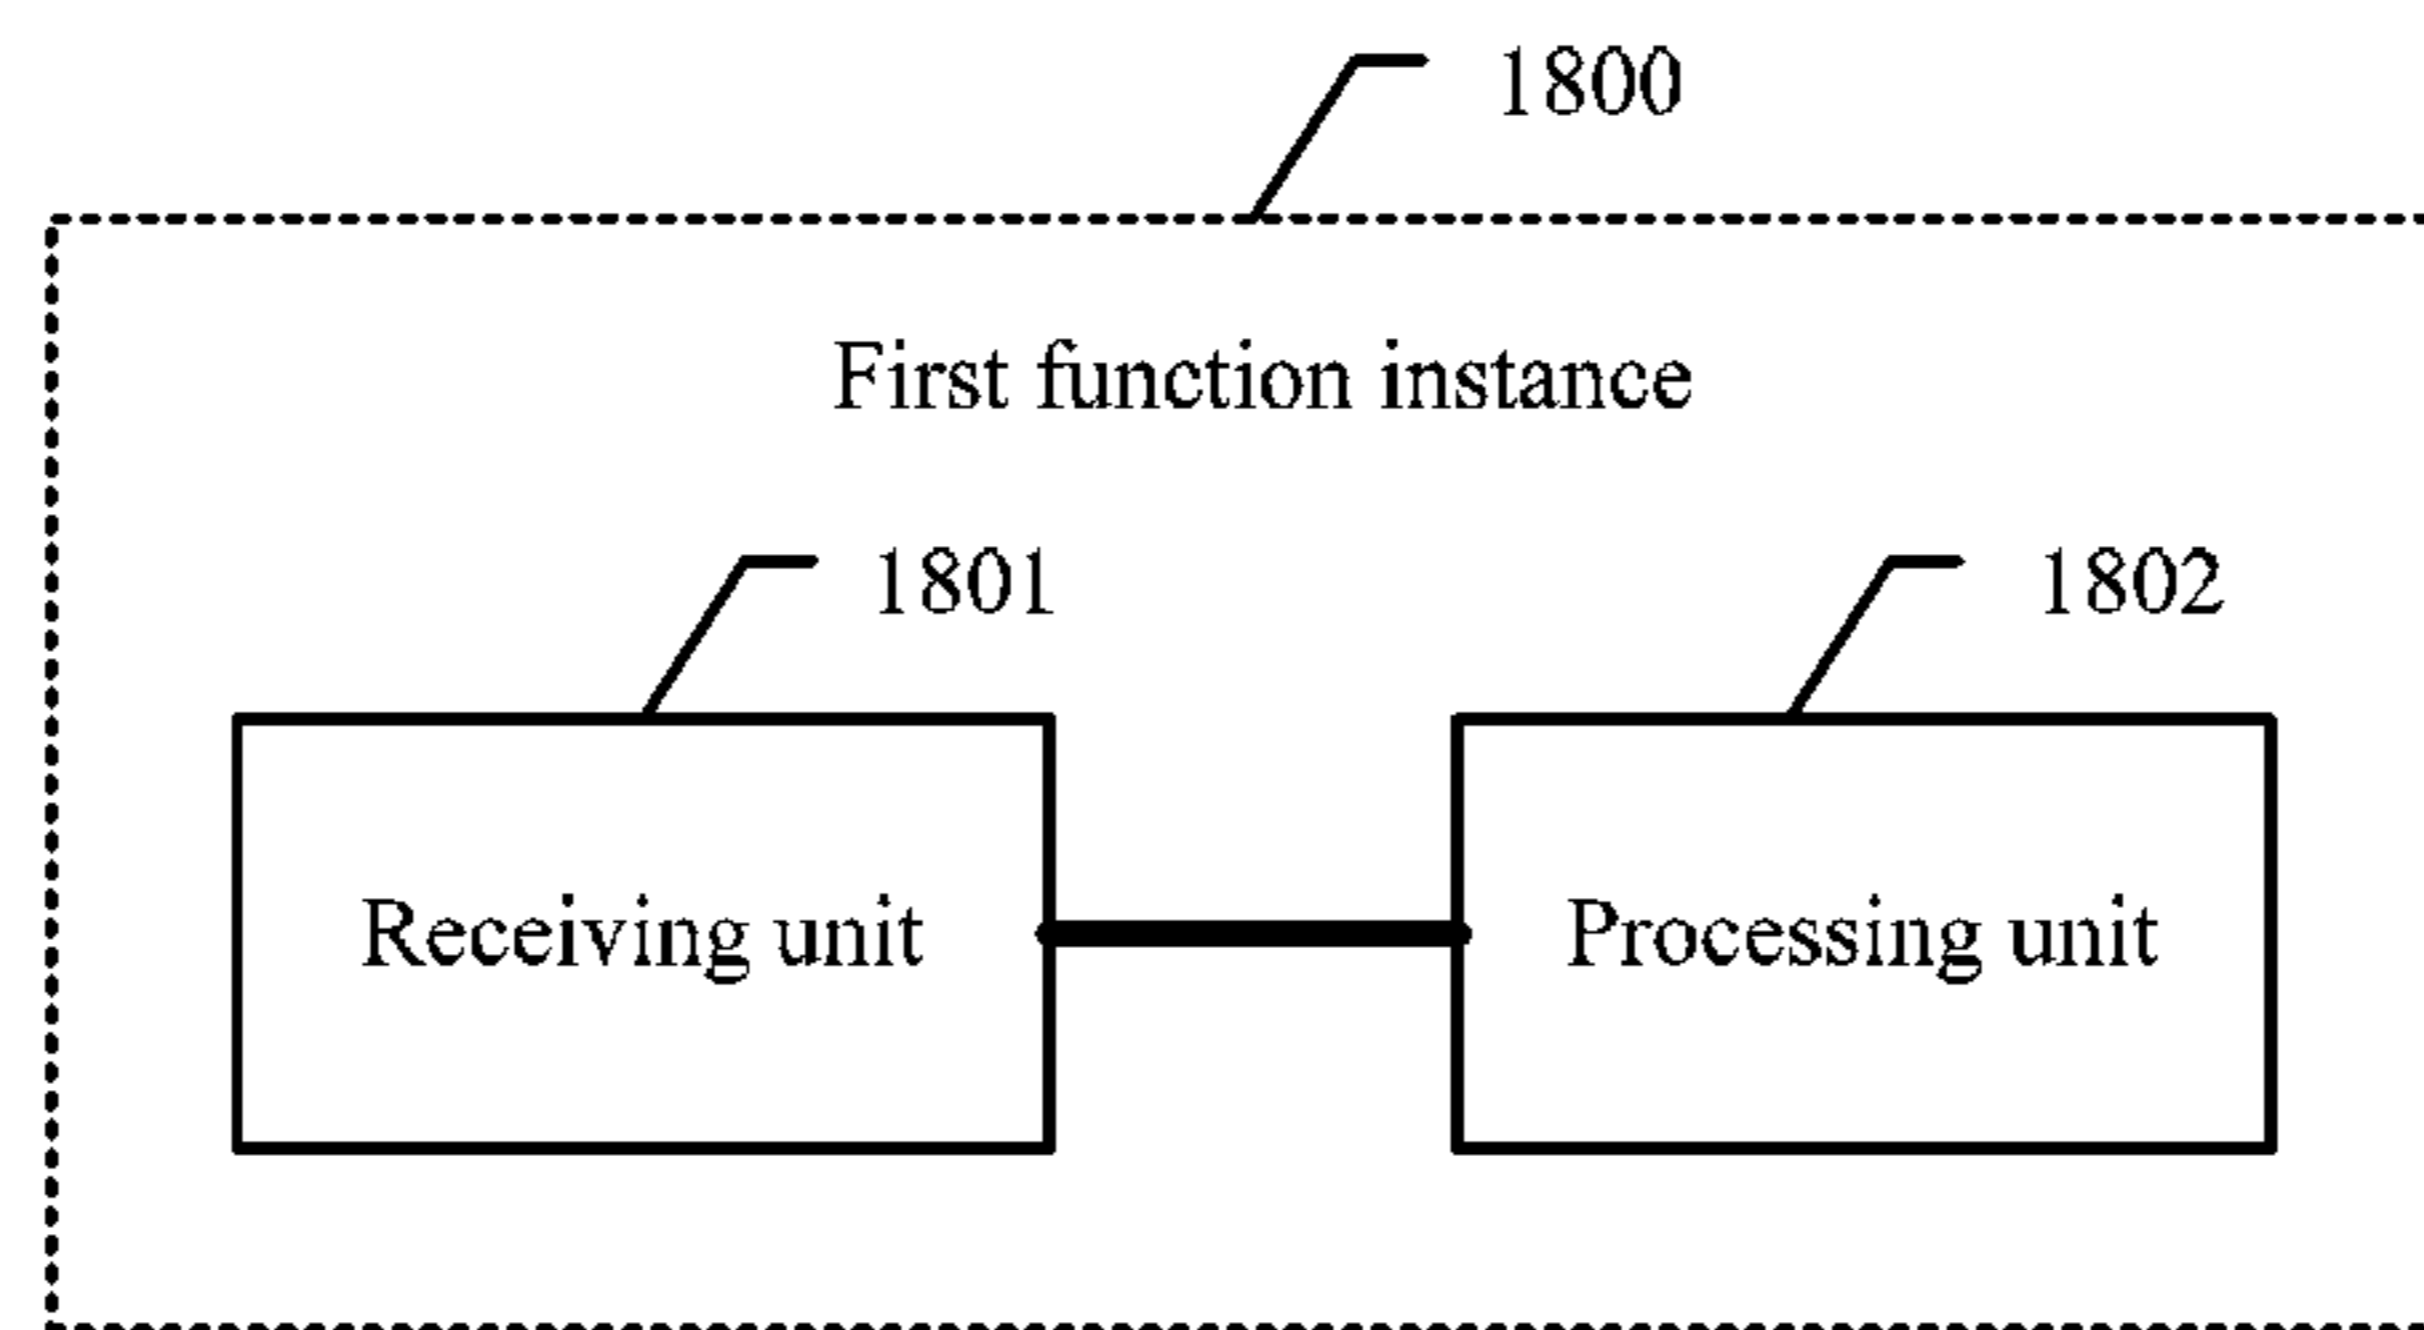 1800
First function instance
1801
1802
Receiving unit
Processing unit